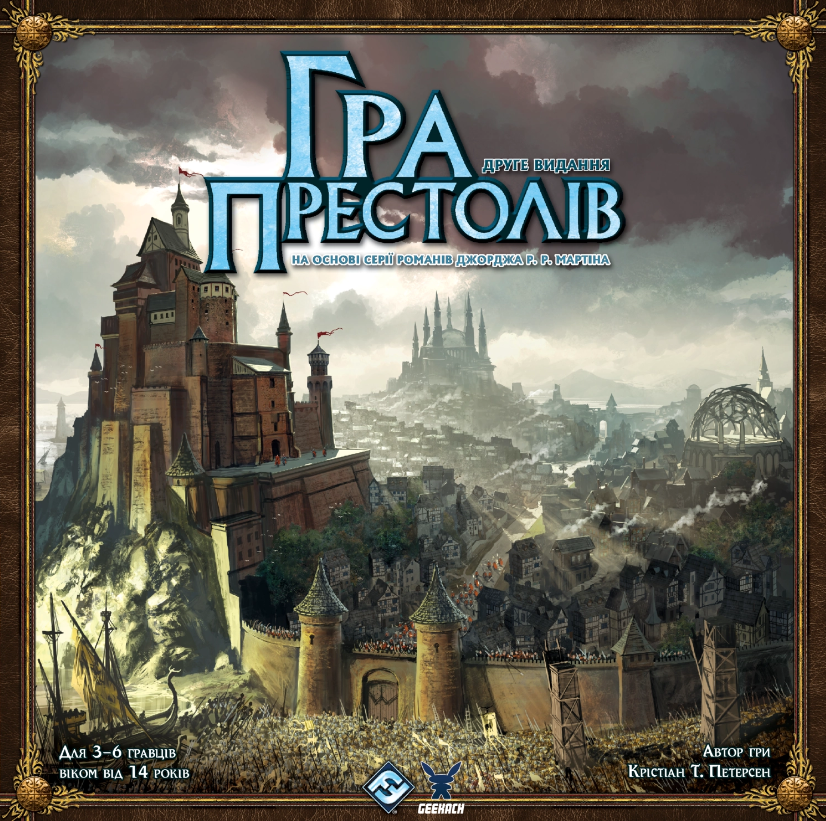 Гра
Престолів
друге видання
на основі серії романів Джорджа Р. Р. Мартіна
Для 3–6 гравців
віком від 14 років
Автор гри
Крістіан Т. Петерсен
GEEKACH